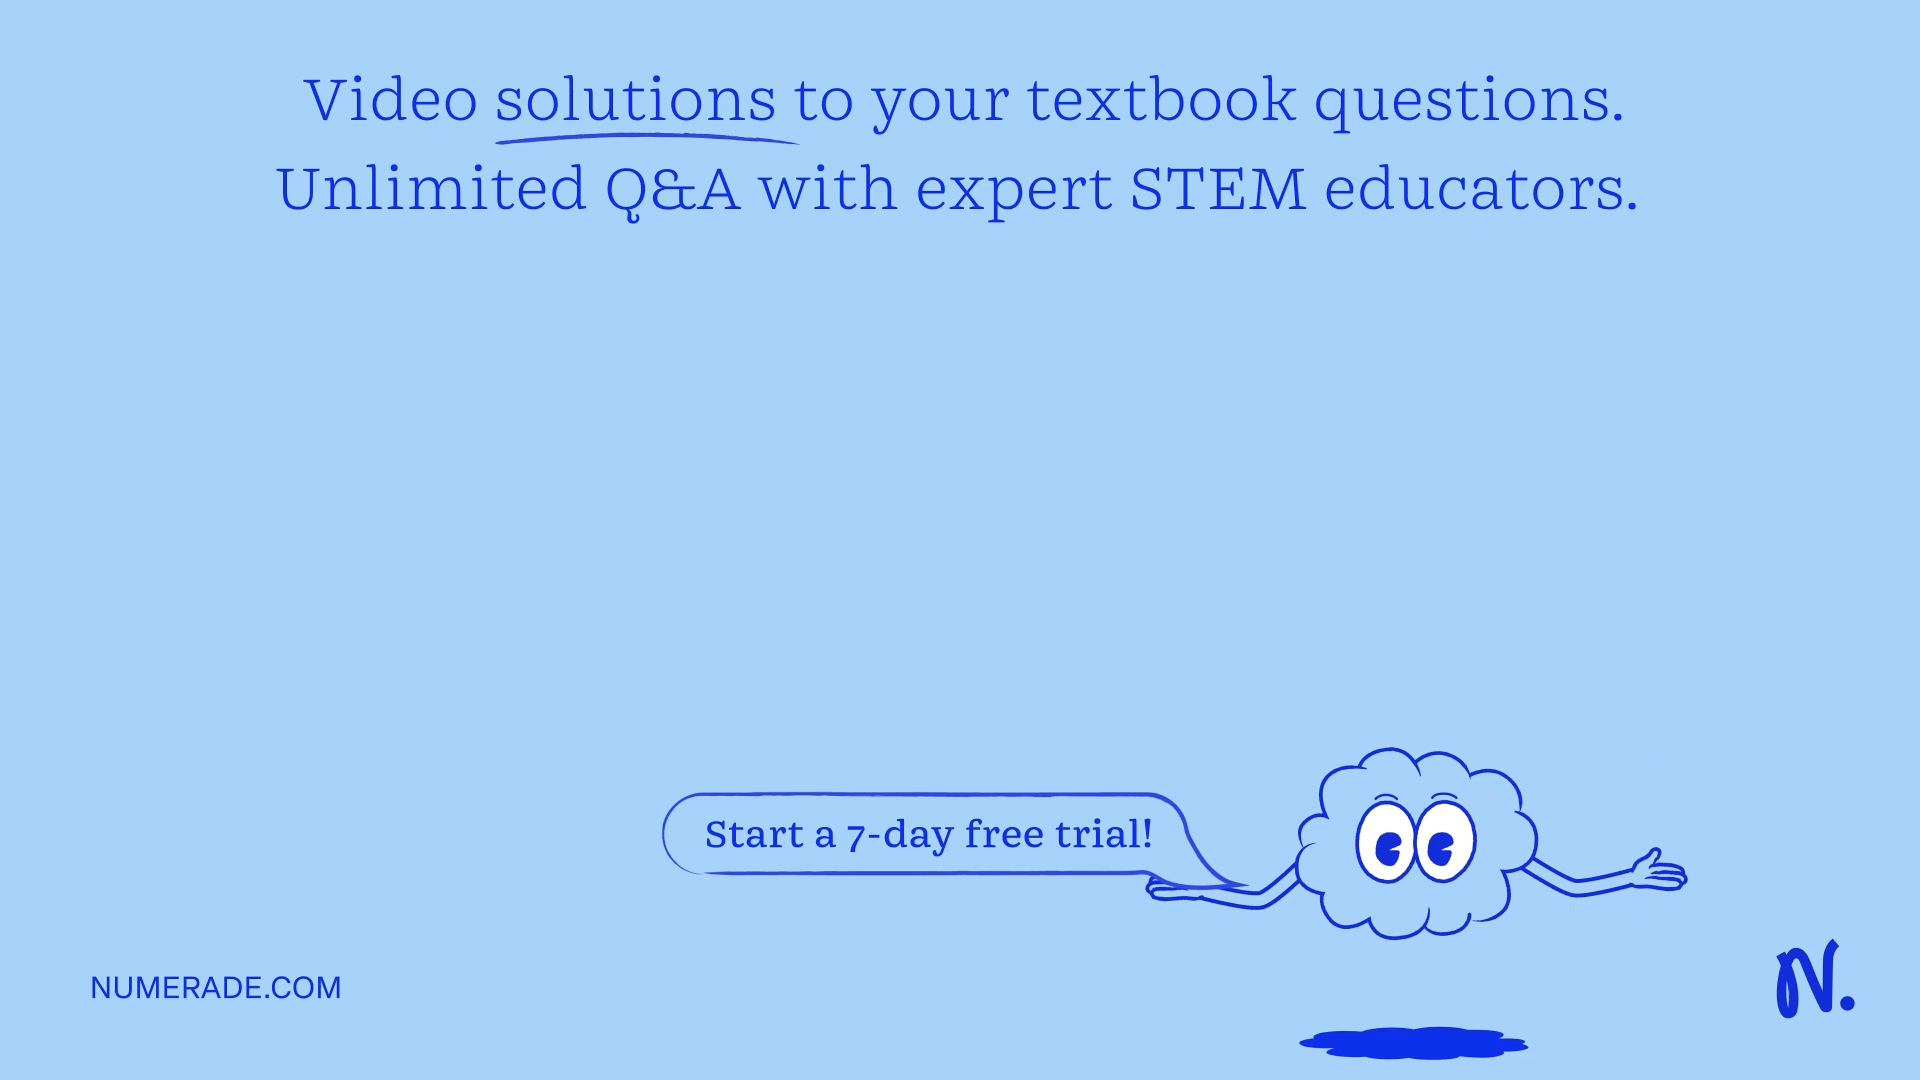 Video solutions to your textbook questions.
Unlimited Q&A with expert STEM educators.
Start a 7-day free trial!
NUMERADE.COM
N.